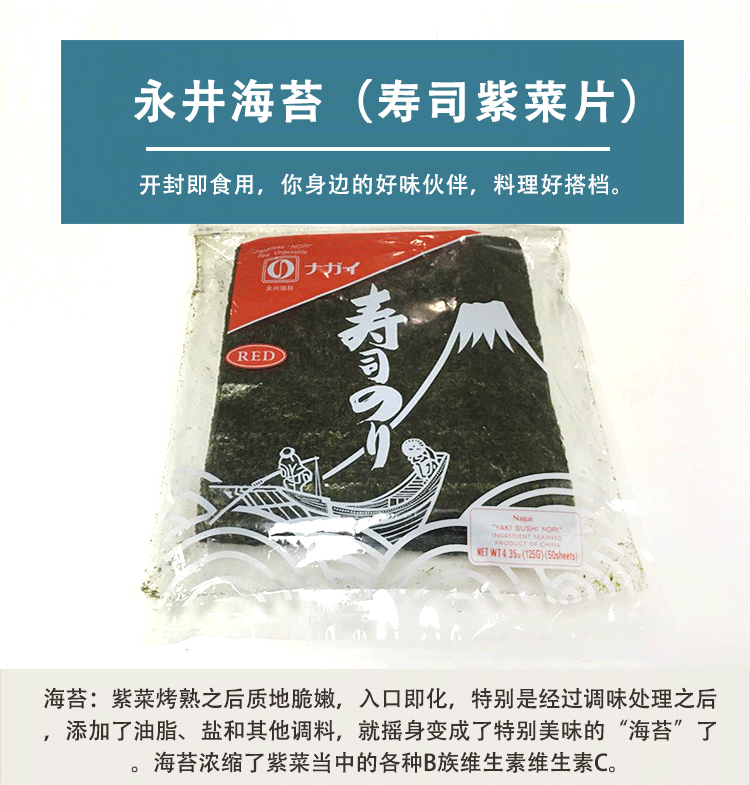 永井海苔（寿司紫菜片）
开封即食用，你身边的好味伙伴，料理好搭档。
Japanese "NORI"
Sea Vegetable
の ナガイ
永井海苔
RED
寿司のり
Nagai
"YAKI SUSHI NORI"
INGREDIENT:SEAWEED
PRODUCT OF CHINA
NET WT4.35oz(125G)(50sheets)
海苔：紫菜烤熟之后质地脆嫩，入口即化，特别是经过调味处理之后
，添加了油脂、盐和其他调料，就摇身变成了特别美味的“海苔”了
。海苔浓缩了紫菜当中的各种B族维生素维生素C。